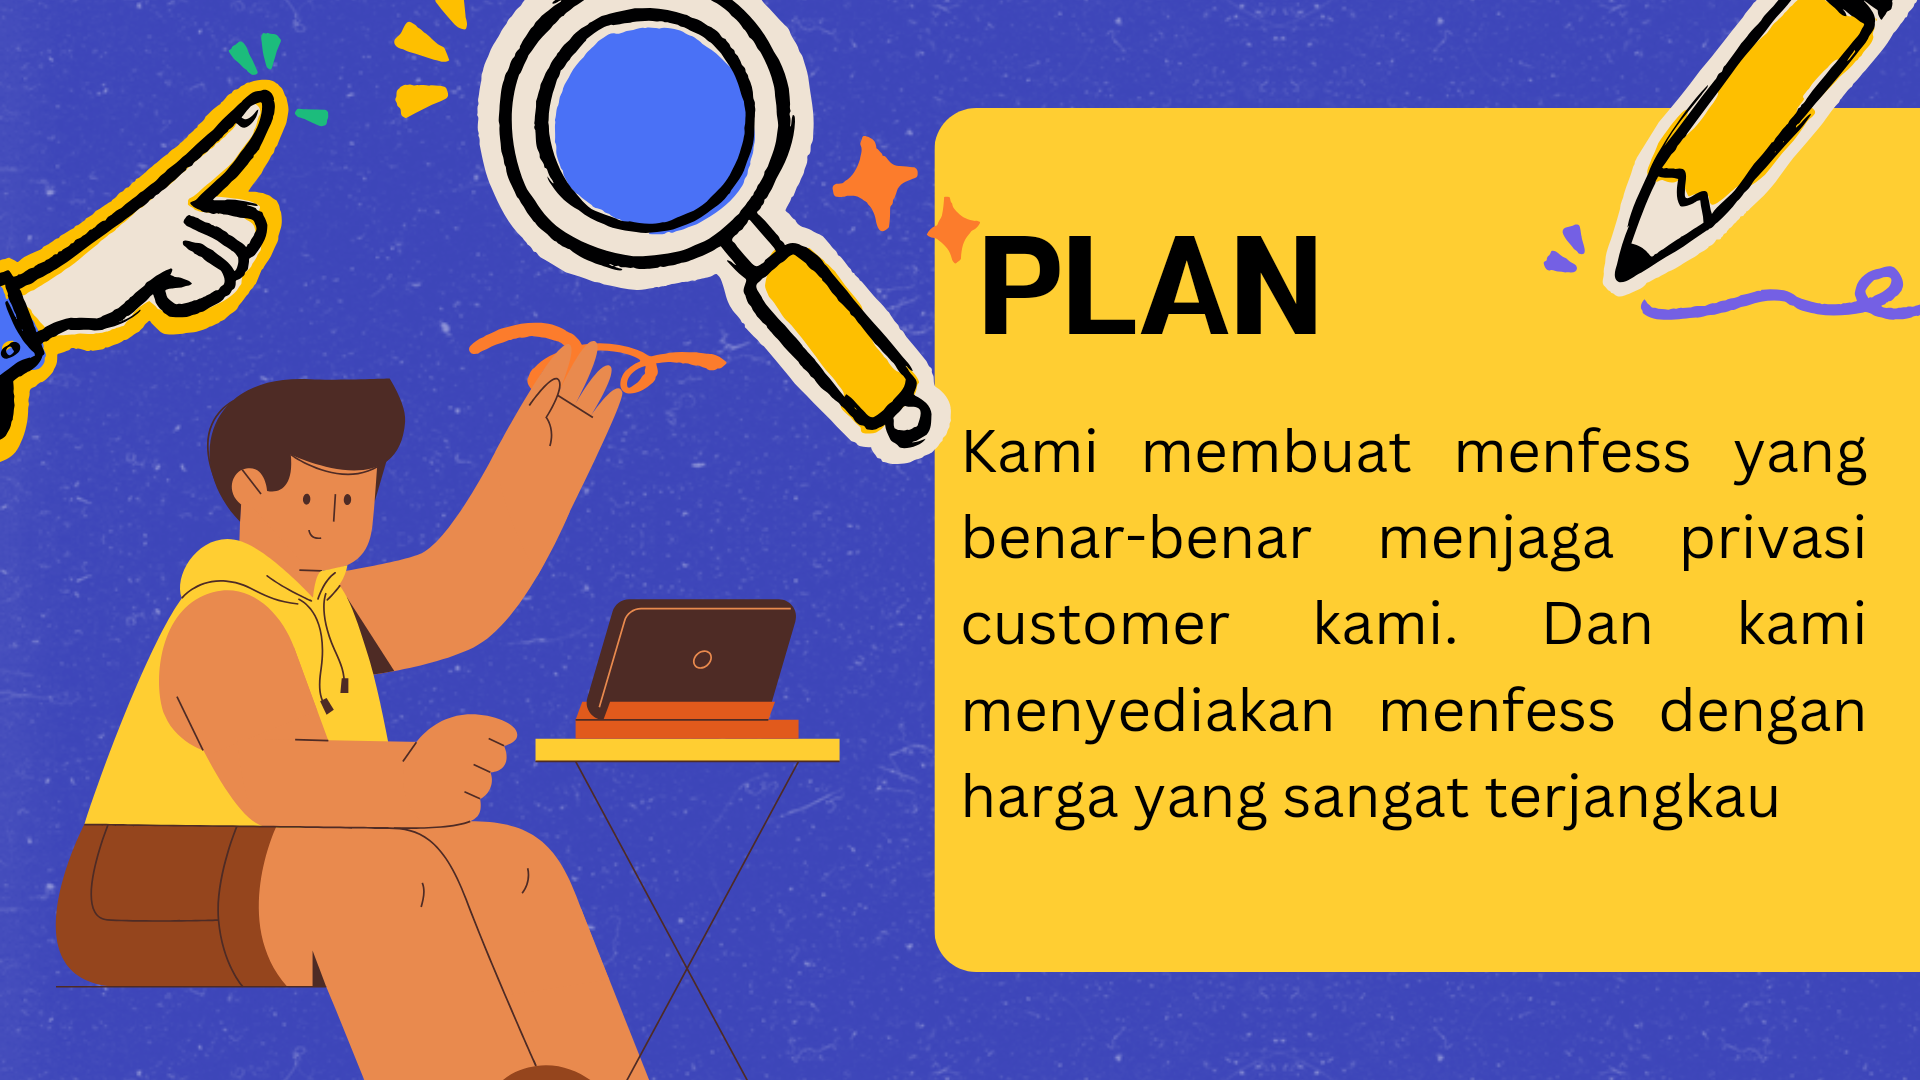 PLAN
Kami membuat menfess yang
benar-benar menjaga privasi
customer kami. Dan kami
menyediakan menfess dengan
harga yang sangat terjangkau